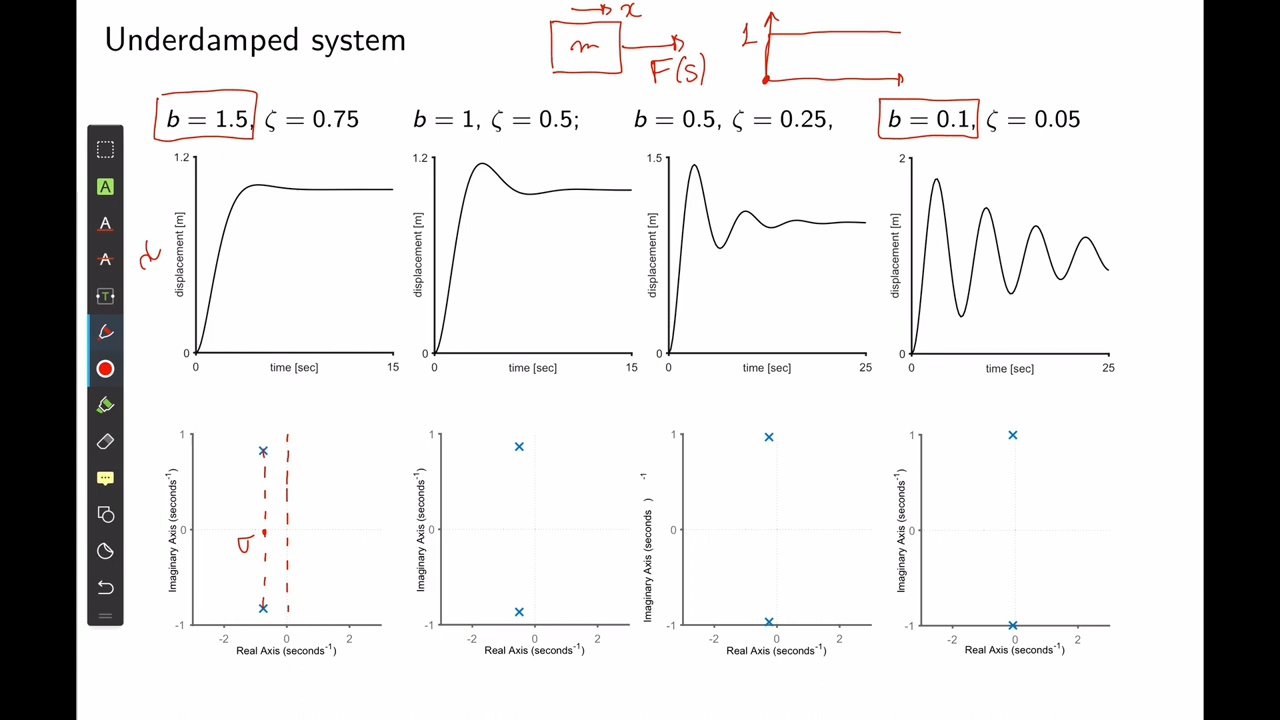 Underdamped system
x
m
F(s)
1
b = 1.5, ζ = 0.75
b = 1, ζ = 0.5;
b = 0.5, ζ = 0.25,
b = 0.1, ζ = 0.05
A
A
A
T
x
1.2
displacement [m]
0
0
time [sec]
15
1.2
displacement [m]
0
0
time [sec]
15
1.5
displacement [m]
0
0
time [sec]
25
2
displacement [m]
0
0
time [sec]
25
1
Imaginary Axis (seconds⁻¹)
0
-1
σ
-2
0
2
Real Axis (seconds⁻¹)
1
Imaginary Axis (seconds⁻¹)
0
-1
-2
0
2
Real Axis (seconds⁻¹)
1
Imaginary Axis (seconds⁻¹)
0
-1
-2
0
2
Real Axis (seconds⁻¹)
1
Imaginary Axis (seconds⁻¹)
0
-1
-2
0
2
Real Axis (seconds⁻¹)